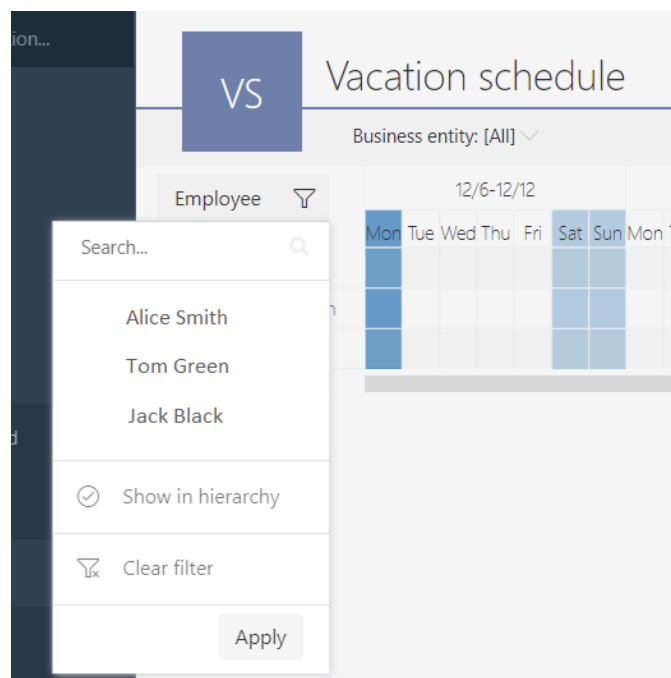 ion...
VS
Vacation schedule
Business entity: [All]
Employee
12/6-12/12
Mon Tue Wed Thu Fri Sat Sun Mon
Search...
Alice Smith
Tom Green
Jack Black
Show in hierarchy
Clear filter
Apply